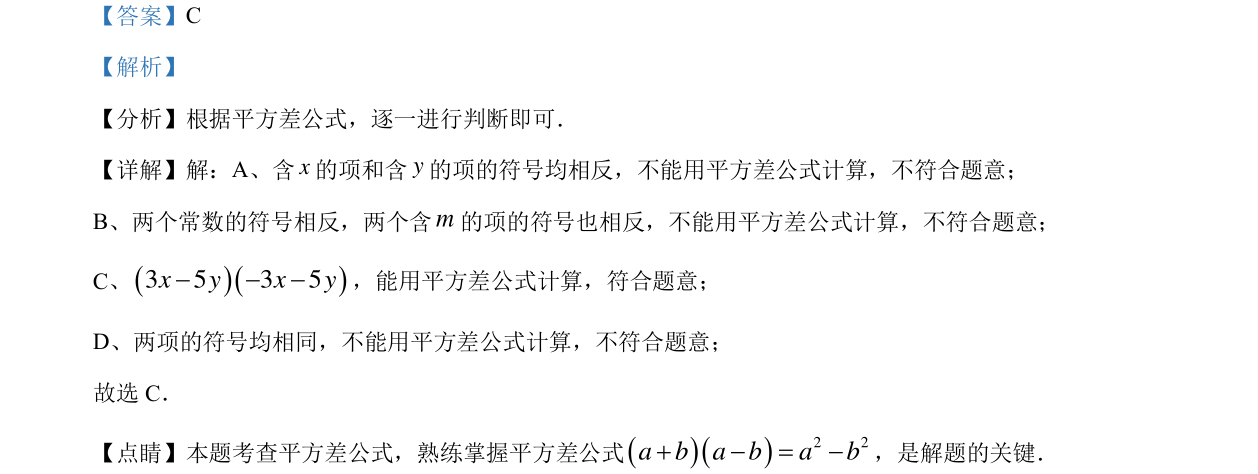 【答案】C
【解析】
【分析】根据平方差公式，逐一进行判断即可．
【详解】解：A、含 x 的项和含 y 的项的符号均相反，不能用平方差公式计算，不符合题意；
B、两个常数的符号相反，两个含 m 的项的符号也相反，不能用平方差公式计算，不符合题意；
C、(3x−5y)(−3x−5y)，能用平方差公式计算，符合题意；
D、两项的符号均相同，不能用平方差公式计算，不符合题意；
故选 C．
【点睛】本题考查平方差公式，熟练掌握平方差公式(a+b)(a−b)=a²−b²，是解题的关键．